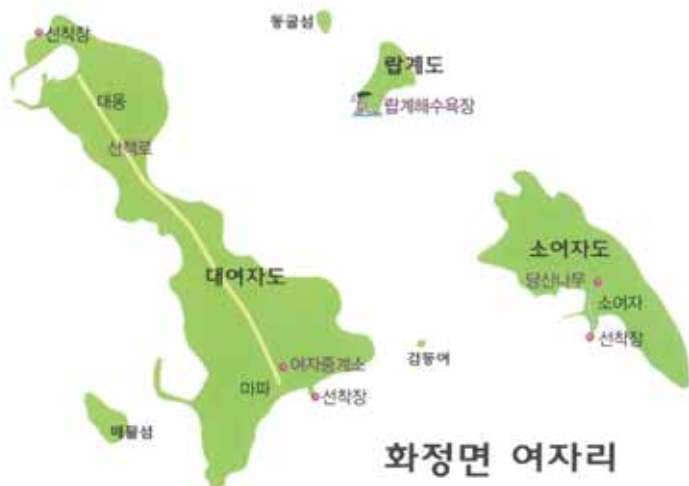 동굴섬
선착장
랍계도
랍계해수욕장
대웅
산책로
소여자도
당산나무
소여자
선착장
대여자도
검둥여
여자중계소
마파
선착장
매물섬
화정면 여자리